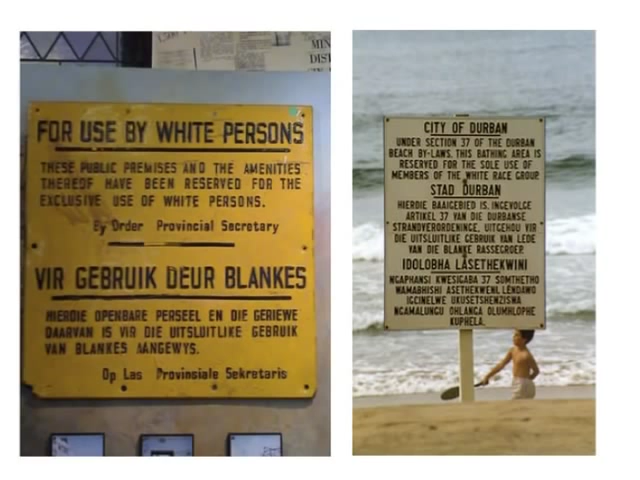 FOR USE BY WHITE PERSONS
THESE PUBLIC PREMISES AND THE AMENITIES
THEREOF HAVE BEEN RESERVED FOR THE
EXCLUSIVE USE OF WHITE PERSONS.
By Order Provincial Secretary
VIR GEBRUIK DEUR BLANKES
HIERDIE OPENBARE PERSEEL EN DIE GERIEWE
DAARVAN IS VIR DIE UITSLUITLIKE GEBRUIK
VAN BLANKES AANGEWYS.
Op Las Provinsiale Sekretaris
CITY OF DURBAN
UNDER SECTION 37 OF THE DURBAN
BEACH BY-LAWS. THIS BATHING AREA IS
RESERVED FOR THE SOLE USE OF
MEMBERS OF THE WHITE RACE GROUP.
STAD DURBAN
HIERDIE BAAIGEBIED IS, INGEVOLGE
ARTIKEL 37 VAN DIE DURBANSE
STRANDVERORDENINGE, UITGEHOU VIR
DIE UITSLUITLIKE GEBRUIK VAN LEDE
VAN DIE BLANKE RASSEGROEP.
IDOLOBHA LASETHEKWINI
NGAPHANSI KWESIGABA 37 SOMTHETHO
WAMABHISHI ASETHEKWENI, LENDAWO
IGCINELWE UKUSETSHENZISWA
NGAMALUNGU OHLANGA OLUMHLOPHE
KUPHELA.